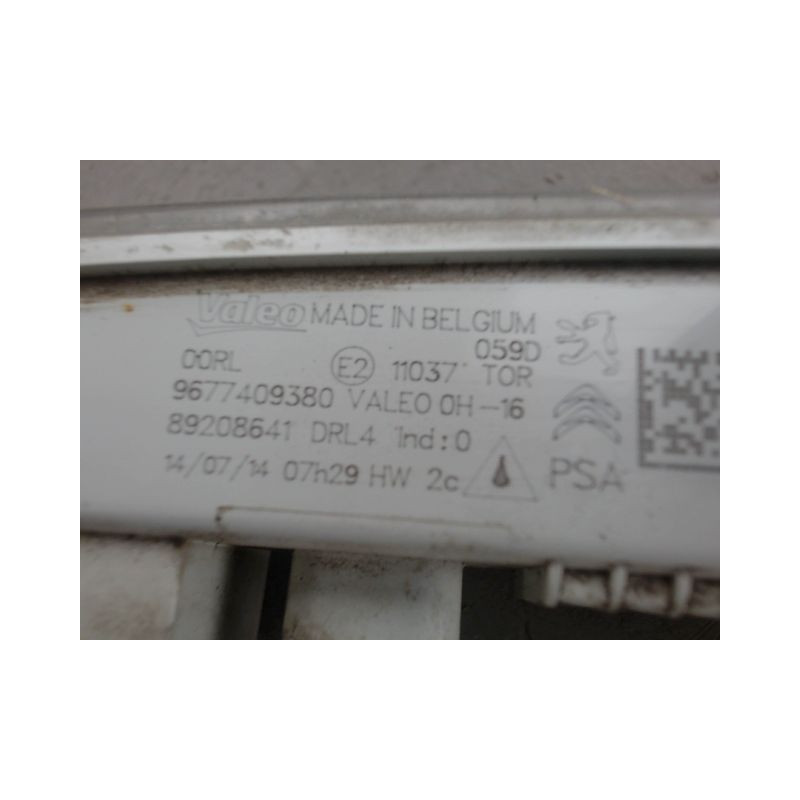 Valeo MADE IN BELGIUM
059D
00RL E2 11037 TOR
9677409380 VALEO 0H-16
89208641 DRL4 Ind:0
14/07/14 07h29 HW 2c
PSA